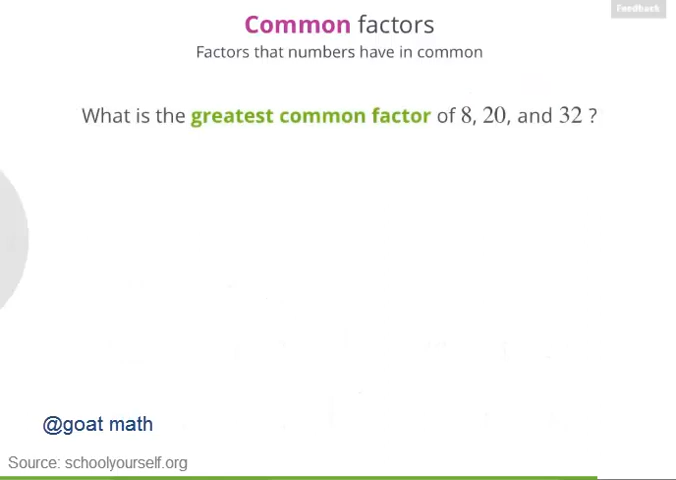 Feedback
Common factors
Factors that numbers have in common
What is the greatest common factor of 8, 20, and 32 ?
@goat math
Source: schoolyourself.org